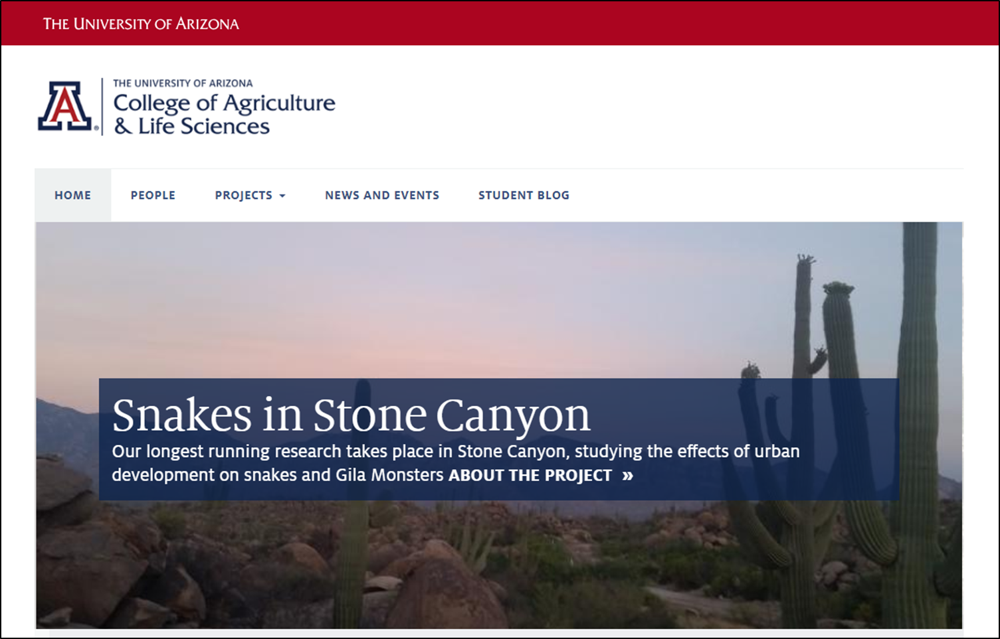 THE UNIVERSITY OF ARIZONA
A®
THE UNIVERSITY OF ARIZONA
College of Agriculture
& Life Sciences
HOME PEOPLE PROJECTS NEWS AND EVENTS STUDENT BLOG
Snakes in Stone Canyon
Our longest running research takes place in Stone Canyon, studying the effects of urban
development on snakes and Gila Monsters ABOUT THE PROJECT »